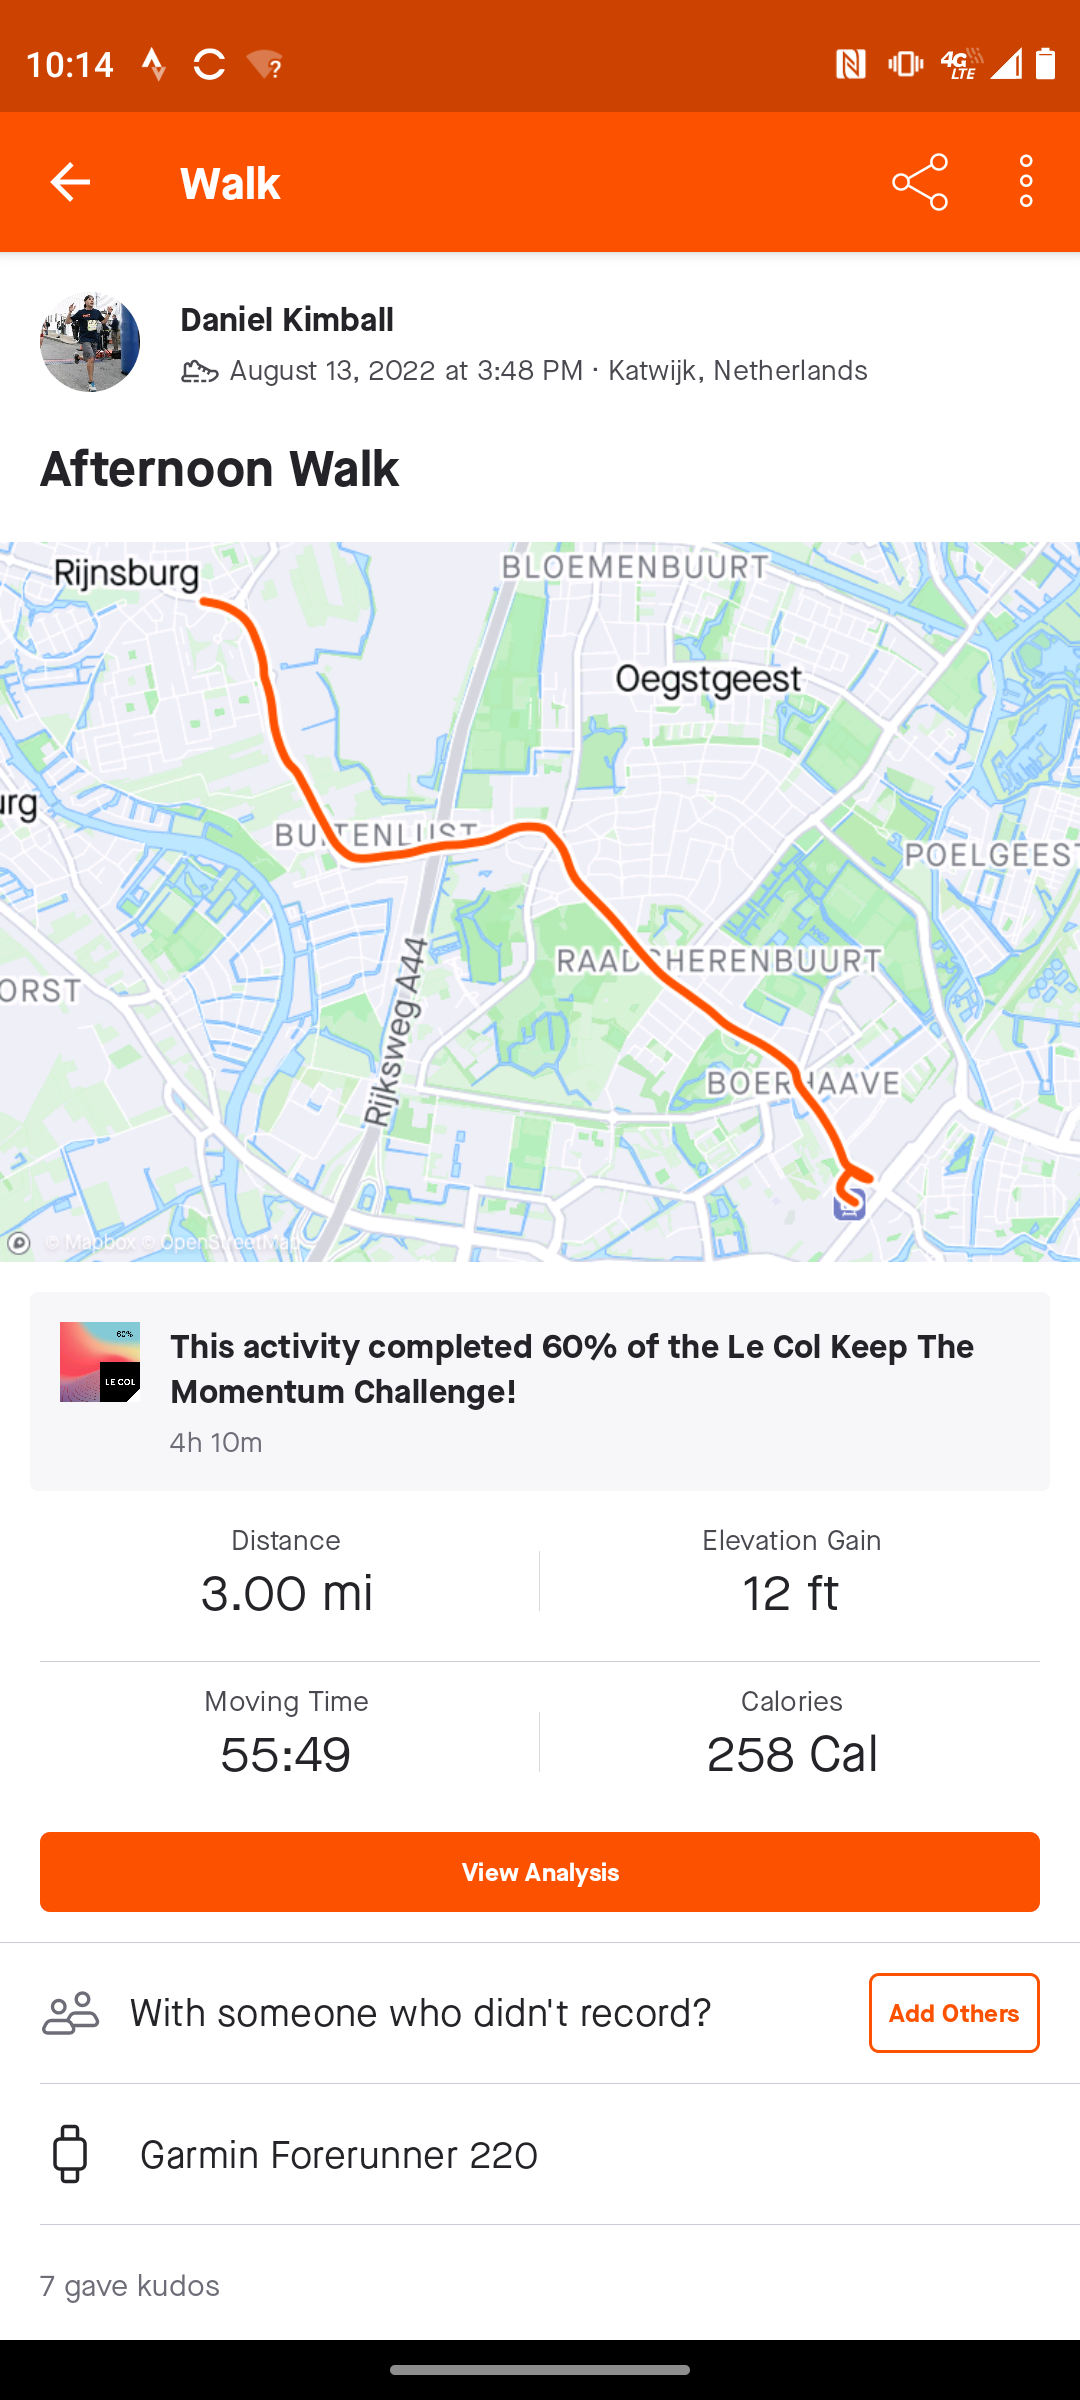 10:14
4G
LTE
Walk
Daniel Kimball
August 13, 2022 at 3:48 PM · Katwijk, Netherlands
Afternoon Walk
Rijnsburg
BLOEMENBUURT
Oegstgeest
urg
BUITENLUST
POELGEEST
RAADSHERENBUURT
ORST
Rijksweg A44
BOERHAAVE
© Mapbox © OpenStreetMap
60%
LE COL
This activity completed 60% of the Le Col Keep The
Momentum Challenge!
4h 10m
Distance
Elevation Gain
3.00 mi
12 ft
Moving Time
Calories
55:49
258 Cal
View Analysis
With someone who didn't record?
Add Others
Garmin Forerunner 220
7 gave kudos